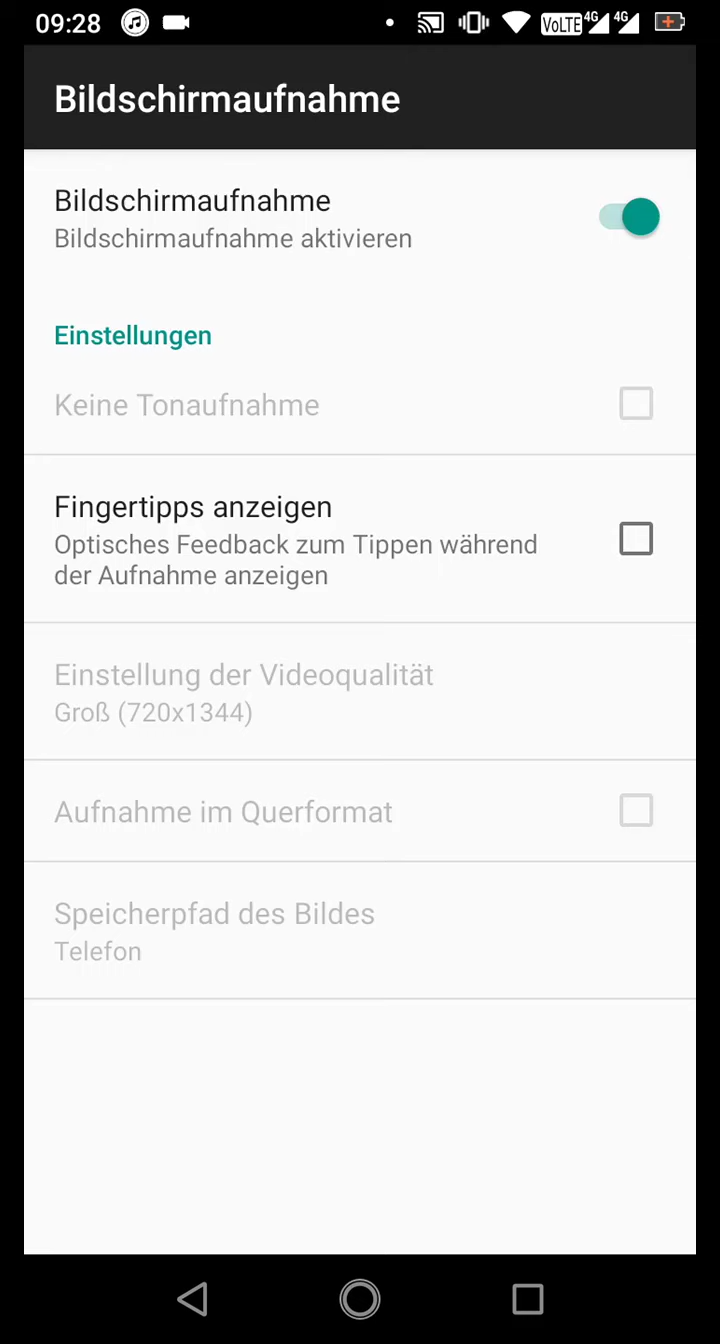 09:28
VoLTE 4G 4G
Bildschirmaufnahme
Bildschirmaufnahme
Bildschirmaufnahme aktivieren
Einstellungen
Keine Tonaufnahme
Fingertipps anzeigen
Optisches Feedback zum Tippen während
der Aufnahme anzeigen
Einstellung der Videoqualität
Groß (720x1344)
Aufnahme im Querformat
Speicherpfad des Bildes
Telefon